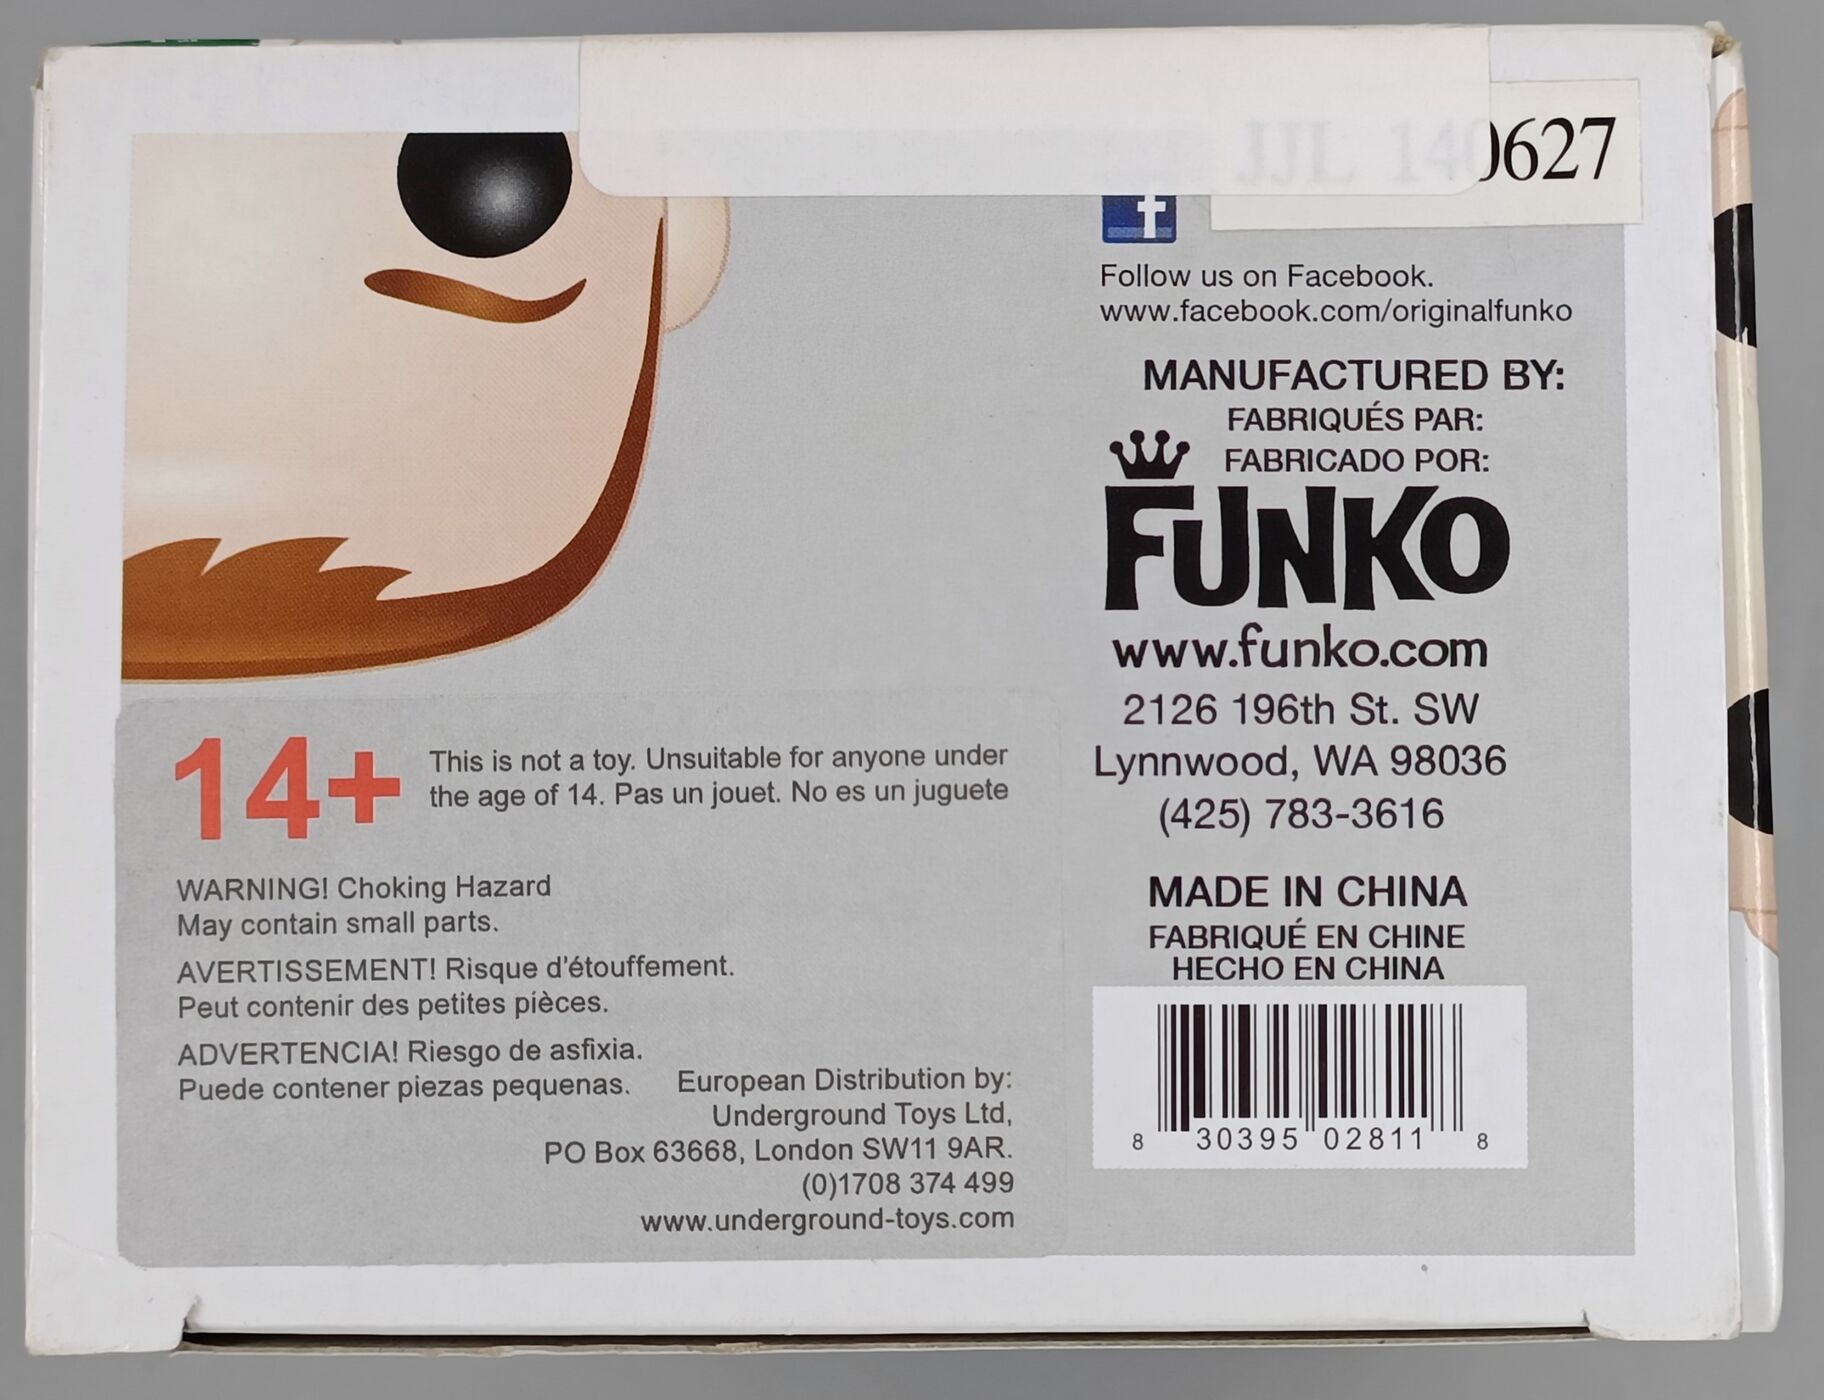 JJL 140627
Follow us on Facebook.
www.facebook.com/originalfunko
MANUFACTURED BY:
FABRIQUÉS PAR:
FABRICADO POR:
FUNKO
www.funko.com
2126 196th St. SW
Lynnwood, WA 98036
(425) 783-3616
MADE IN CHINA
FABRIQUÉ EN CHINE
HECHO EN CHINA
8 30395 02811 8
14+
This is not a toy. Unsuitable for anyone under
the age of 14. Pas un jouet. No es un juguete
WARNING! Choking Hazard
May contain small parts.
AVERTISSEMENT! Risque d'étouffement.
Peut contenir des petites pièces.
ADVERTENCIA! Riesgo de asfixia.
Puede contener piezas pequenas.
European Distribution by:
Underground Toys Ltd,
PO Box 63668, London SW11 9AR.
(0)1708 374 499
www.underground-toys.com